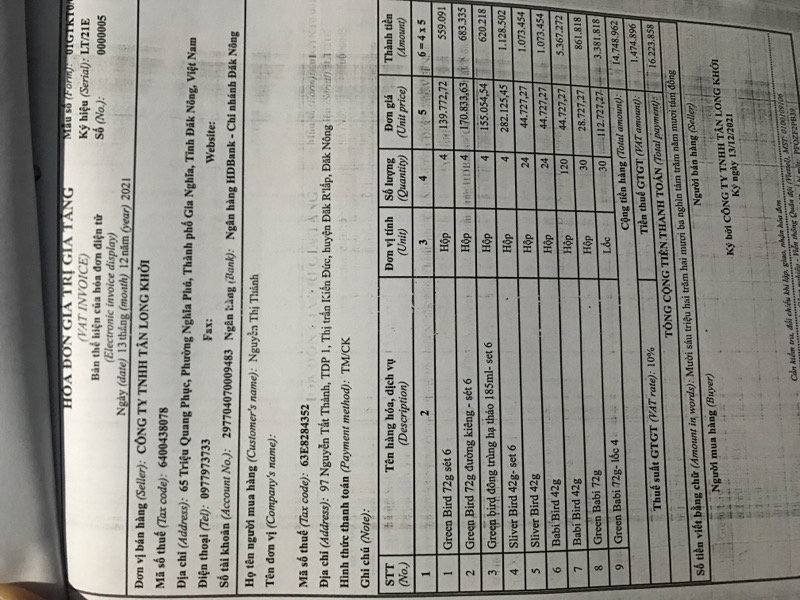 HÓA ĐƠN GIÁ TRỊ GIA TĂNG
(VAT INVOICE)
Bản thể hiện của hóa đơn điện tử
(Electronic invoice display)
Ngày (date) 13 tháng (month) 12 năm (year) 2021
Mẫu số (Form): 01GTKT0/
Ký hiệu (Serial): LT/21E
Số (No.): 0000005
Đơn vị bán hàng (Seller): CÔNG TY TNHH TÂN LONG KHỞI
Mã số thuế (Tax code): 6400438078
Địa chỉ (Address): 65 Triệu Quang Phục, Phường Nghĩa Phú, Thành phố Gia Nghĩa, Tỉnh Đăk Nông, Việt Nam
Điện thoại (Tel): 0977973733 Fax: Website:
Số tài khoản (Account No.): 297704070009483 Ngân hàng (Bank): Ngân hàng HDBank - Chi nhánh Đăk Nông
Họ tên người mua hàng (Customer's name): Nguyễn Thị Thành
Tên đơn vị (Company's name):
Mã số thuế (Tax code): 63E8284352
Địa chỉ (Address): 97 Nguyễn Tất Thành, TDP 1, Thị trấn Kiến Đức, huyện Đăk R'lấp, Đăk Nông
Hình thức thanh toán (Payment method): TM/CK
Ghi chú (Note):
STT Tên hàng hóa, dịch vụ Đơn vị tính Số lượng Đơn giá Thành tiền
(No.) (Description) (Unit) (Quantity) (Unit price) (Amount)
1 2 3 4 5 6 = 4 x 5
1 Green Bird 72g sét 6 Hộp 4 139.772,72 559.091
2 Green Bird 72g đường kiêng - sét 6 Hộp 4 170.833,63 683.335
3 Green bird đông trùng hạ thảo 185ml- set 6 Hộp 4 155.054,54 620.218
4 Sliver Bird 42g- set 6 Hộp 4 282.125,45 1.128.502
5 Sliver Bird 42g Hộp 24 44.727,27 1.073.454
6 Babi Bird 42g Hộp 24 44.727,27 1.073.454
7 Babi Bird 42g Hộp 120 44.727,27 5.367.272
8 Green Babi 72g Hộp 30 28.727,27 861.818
9 Green Babi 72g- lốc 4 Lốc 30 112.727,27 3.381.818
Cộng tiền hàng (Total amount): 14.748.962
Thuế suất GTGT (VAT rate): 10% Tiền thuế GTGT (VAT amount): 1.474.896
TỔNG CỘNG TIỀN THANH TOÁN (Total payment): 16.223.858
Số tiền viết bằng chữ (Amount in words): Mười sáu triệu hai trăm hai mươi ba nghìn tám trăm năm mươi tám đồng
Người mua hàng (Buyer) Người bán hàng (Seller)
Ký bởi CÔNG TY TNHH TÂN LONG KHỞI
Ký ngày 13/12/2021
Cần kiểm tra, đối chiếu khi lập, giao, nhận hóa đơn
nghiệp - Viễn thông Quân đội (Viettel), MST: 0100109106
PFOZF2PB39